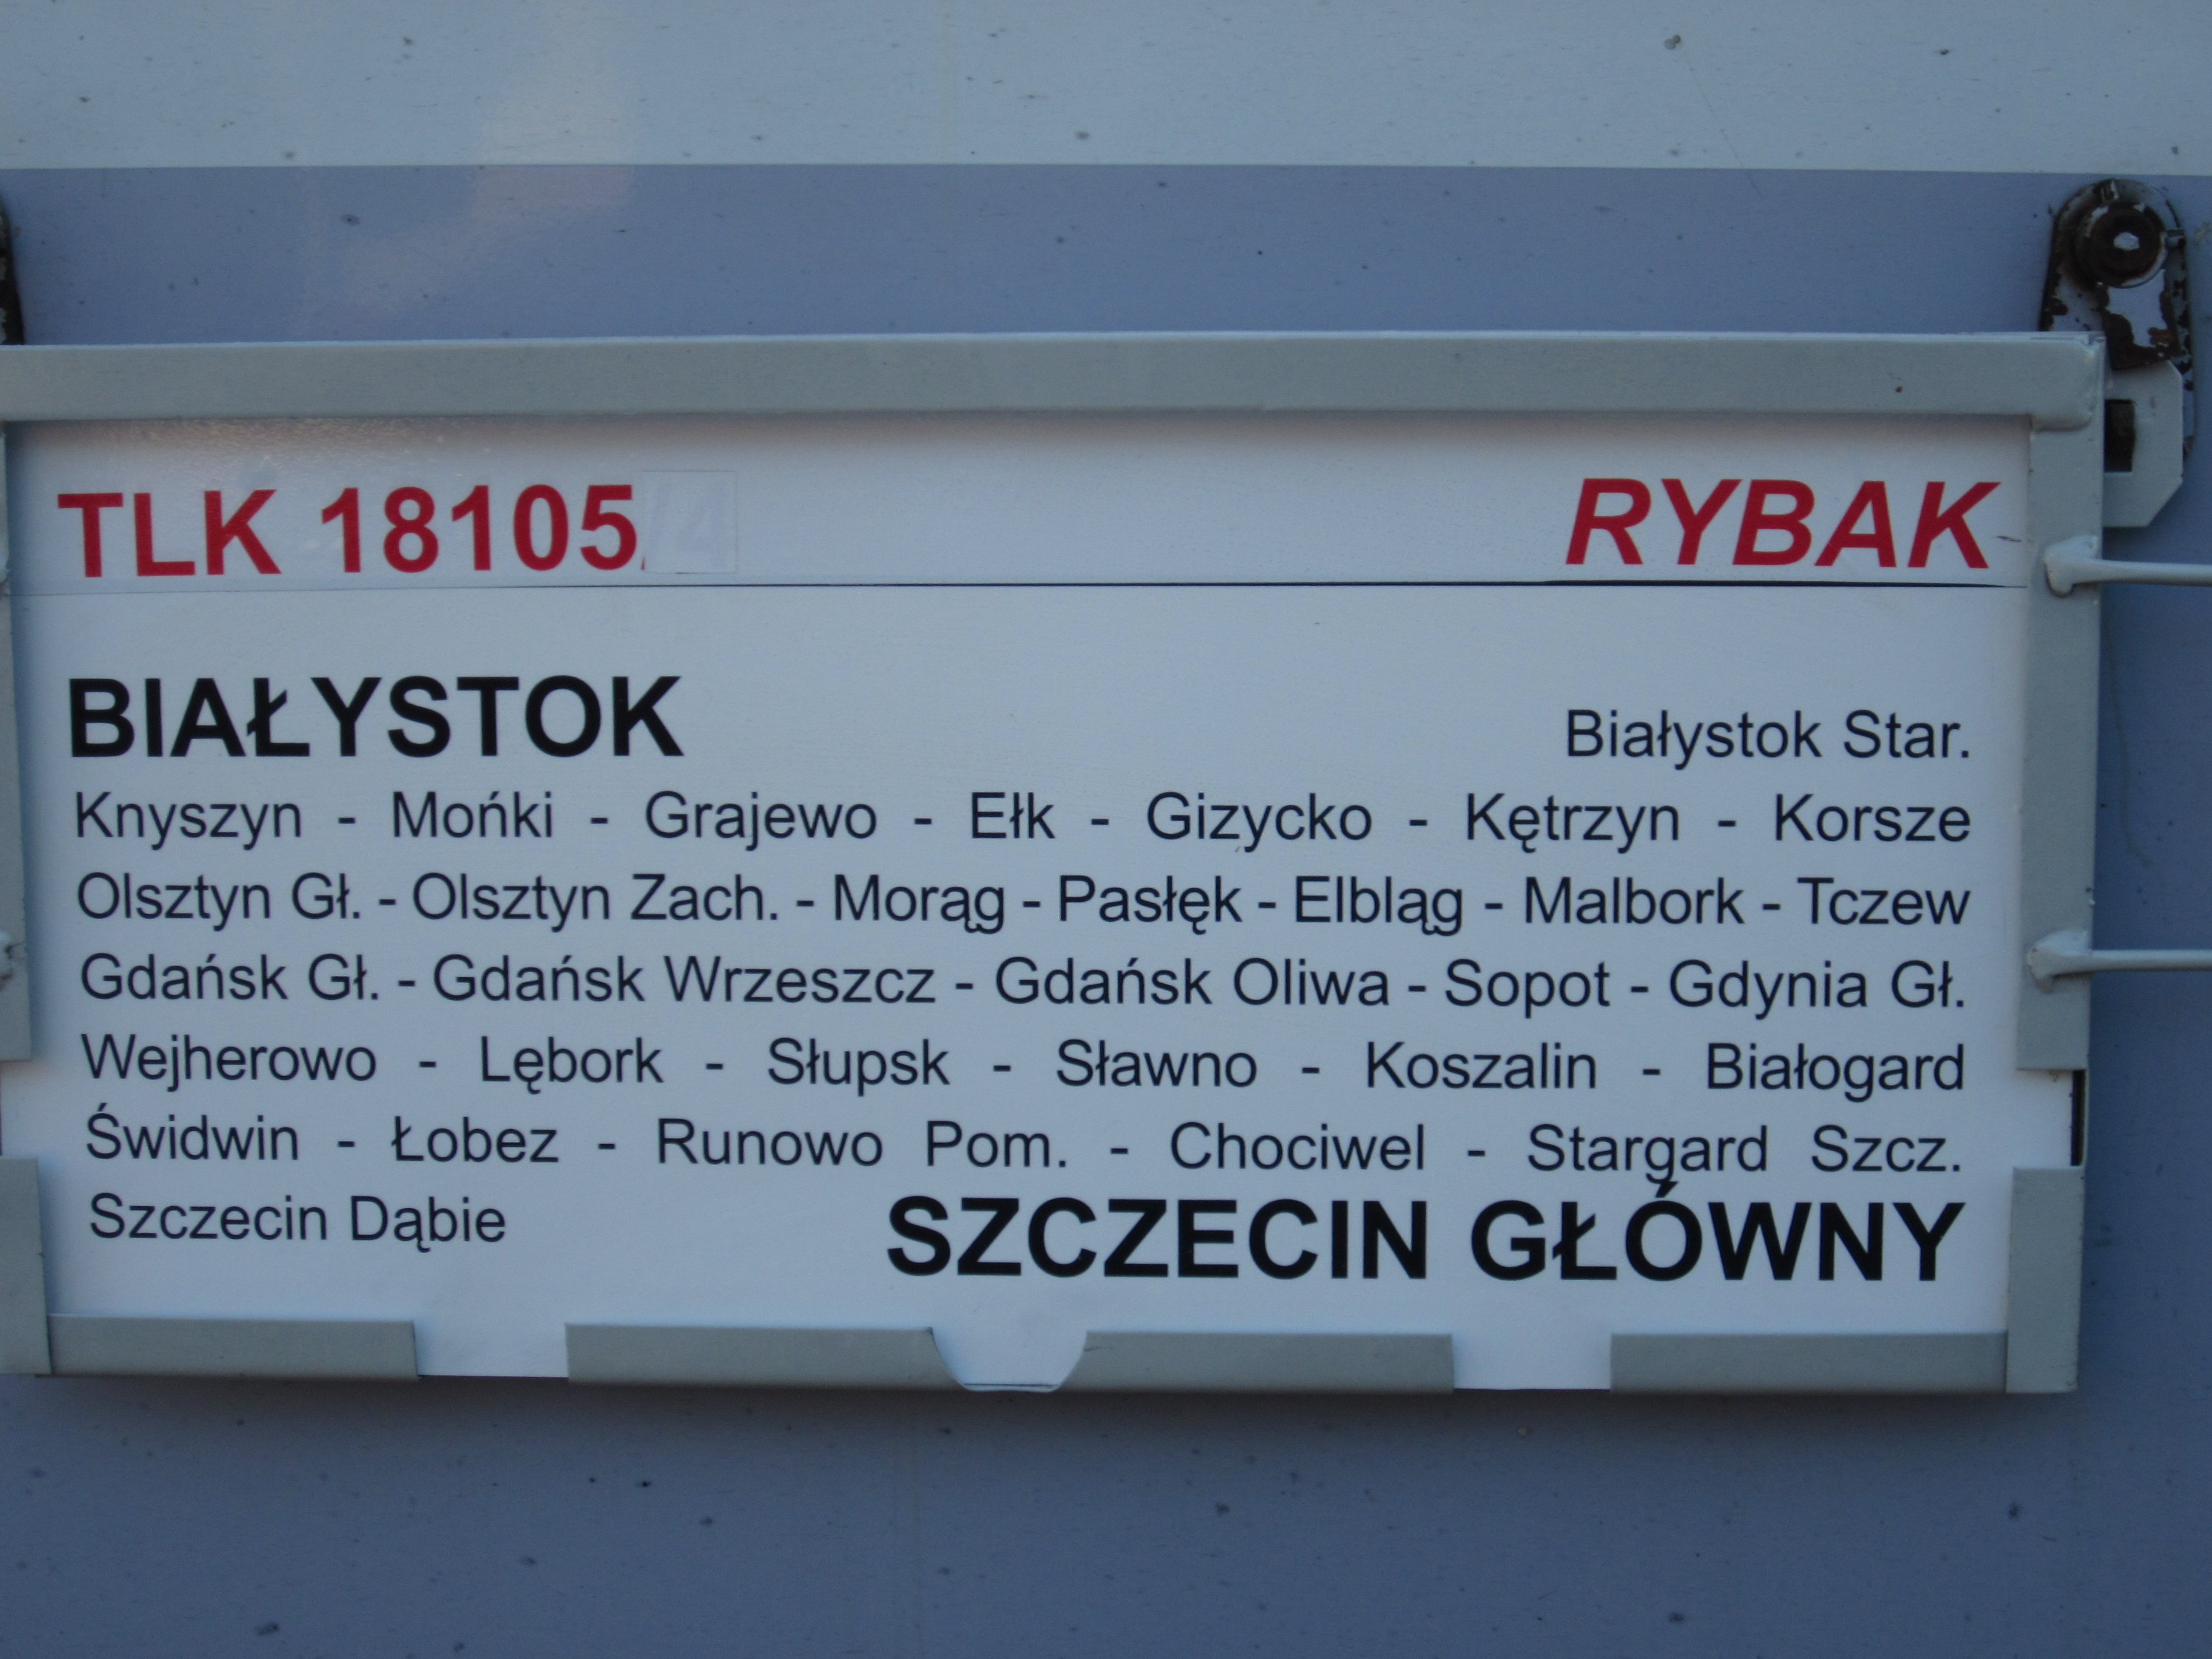 TLK 18105/4 RYBAK
BIAŁYSTOK Białystok Star.
Knyszyn - Mońki - Grajewo - Ełk - Gizycko - Kętrzyn - Korsze
Olsztyn Gł. - Olsztyn Zach. - Morąg - Pasłęk - Elbląg - Malbork - Tczew
Gdańsk Gł. - Gdańsk Wrzeszcz - Gdańsk Oliwa - Sopot - Gdynia Gł.
Wejherowo - Lębork - Słupsk - Sławno - Koszalin - Białogard
Świdwin - Łobez - Runowo Pom. - Chociwel - Stargard Szcz.
Szczecin Dąbie SZCZECIN GŁÓWNY